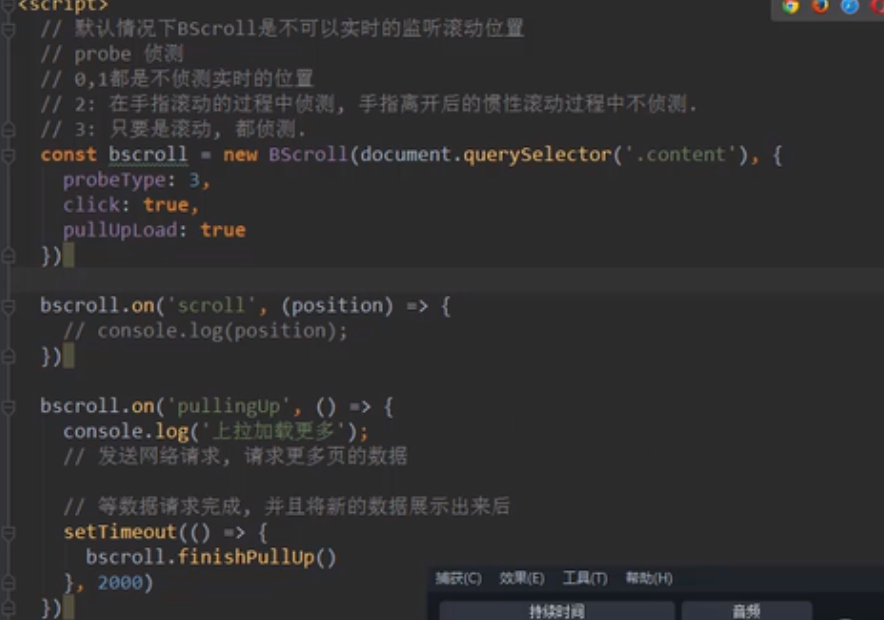 <script>
// 默认情况下BScroll是不可以实时的监听滚动位置
// probe 侦测
// 0,1都是不侦测实时的位置
// 2: 在手指滚动的过程中侦测, 手指离开后的惯性滚动过程中不侦测.
// 3: 只要是滚动, 都侦测.
const bscroll = new BScroll(document.querySelector('.content'), {
probeType: 3,
click: true,
pullUpLoad: true
})
bscroll.on('scroll', (position) => {
// console.log(position);
})
bscroll.on('pullingUp', () => {
console.log('上拉加载更多');
// 发送网络请求, 请求更多页的数据
// 等数据请求完成, 并且将新的数据展示出来后
setTimeout(() => {
bscroll.finishPullUp()
}, 2000)
})
捕获(C) 效果(E) 工具(T) 帮助(H)
持续时间 音频